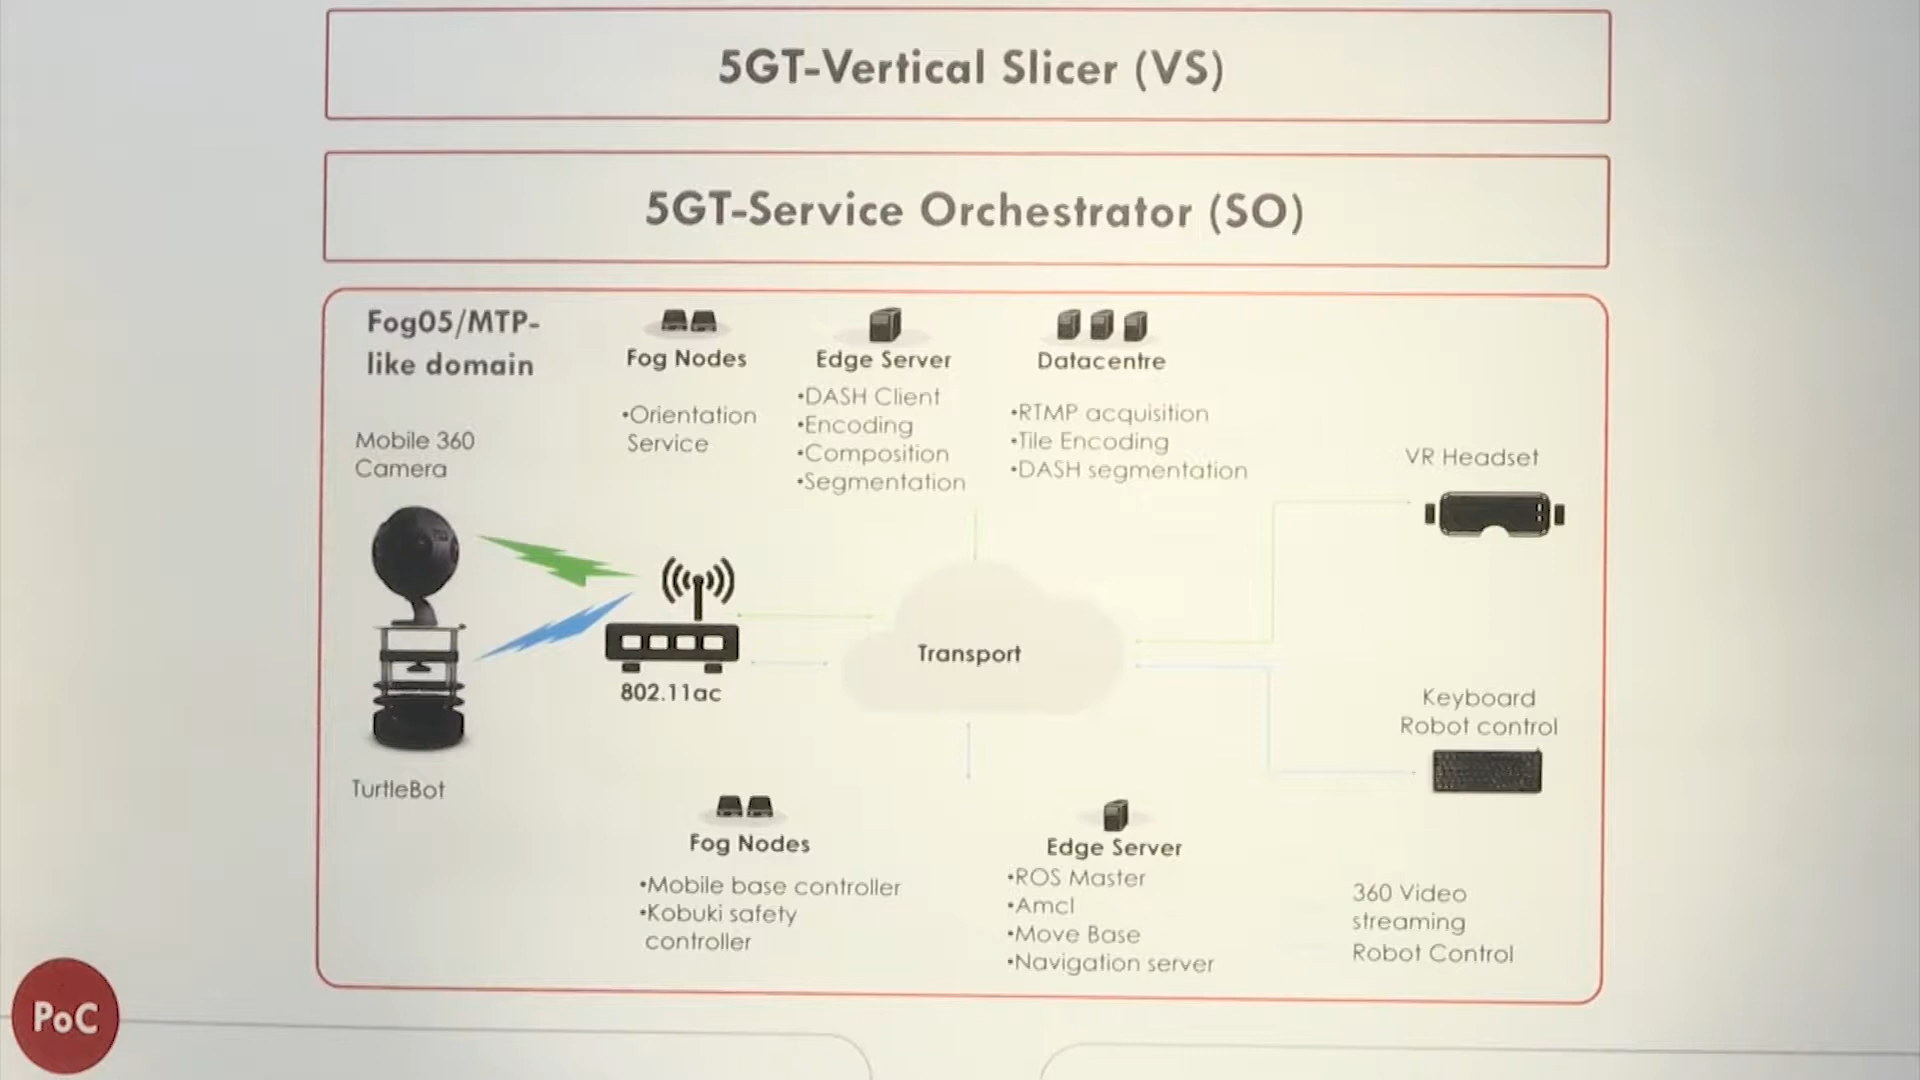 5GT-Vertical Slicer (VS)
5GT-Service Orchestrator (SO)
Fog05/MTP-
like domain
Fog Nodes
•Orientation
Service
Edge Server
•DASH Client
•Encoding
•Composition
•Segmentation
Datacentre
•RTMP acquisition
•Tile Encoding
•DASH segmentation
Mobile 360
Camera
VR Headset
802.11ac
Transport
Keyboard
Robot control
TurtleBot
Fog Nodes
•Mobile base controller
•Kobuki safety
controller
Edge Server
•ROS Master
•Amcl
•Move Base
•Navigation server
360 Video
streaming
Robot Control
PoC